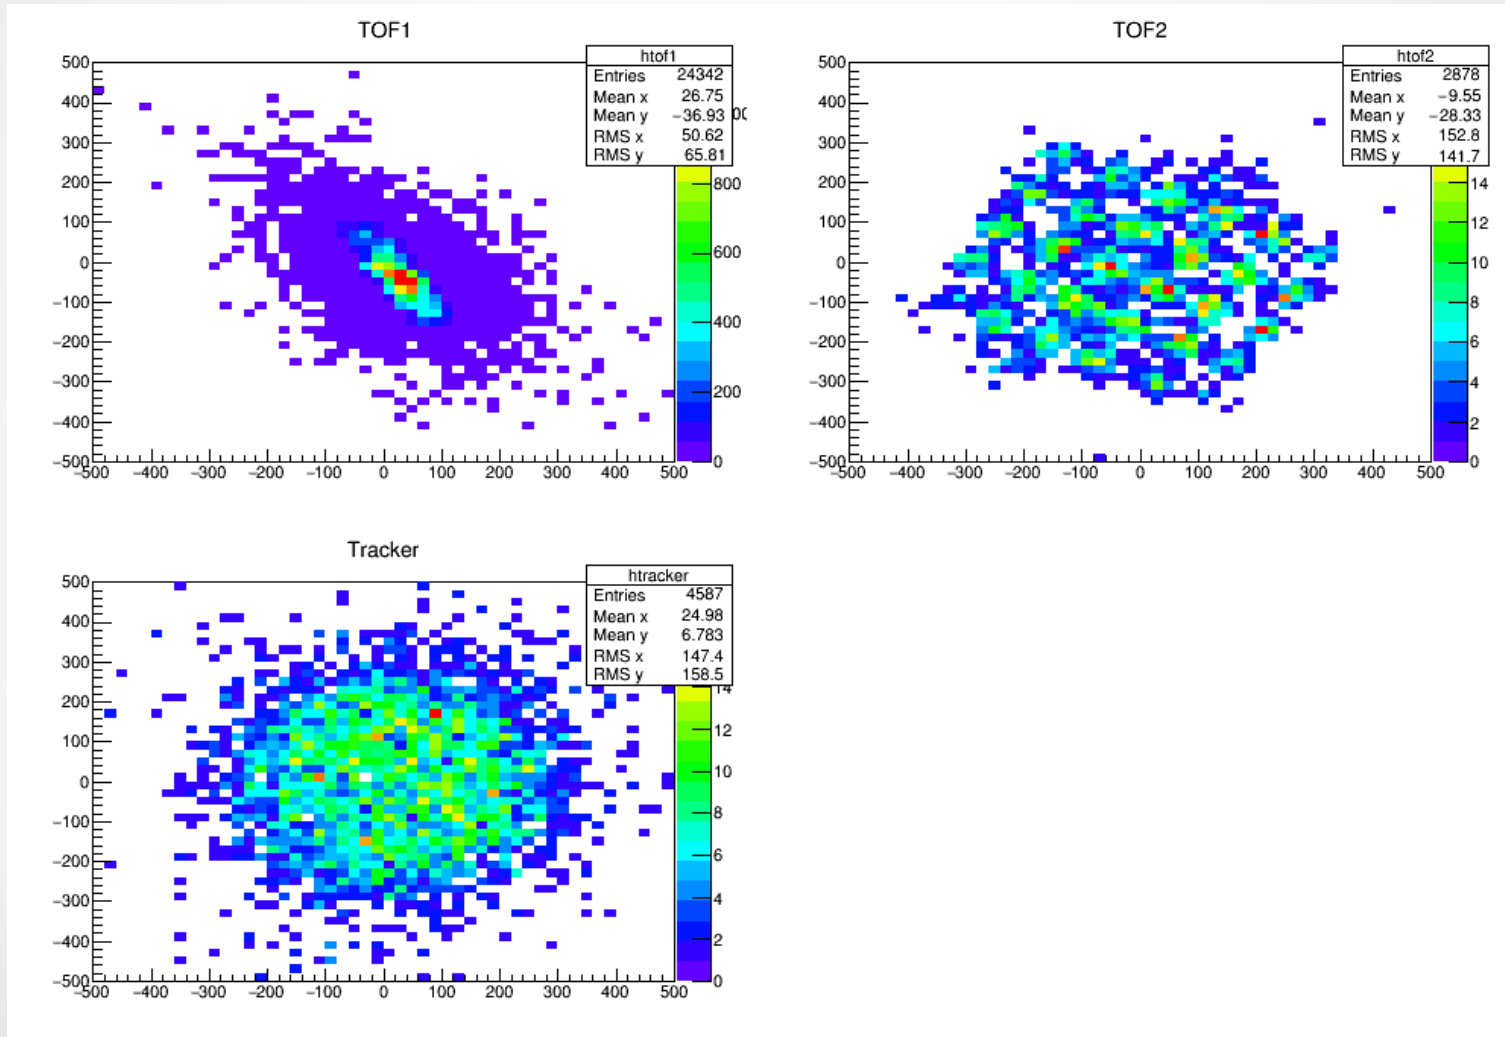 TOF1
htof1
Entries 24342
Mean x 26.75
Mean y −36.93
RMS x 50.62
RMS y 65.81
500
400
300
200
100
0
−100
−200
−300
−400
−500
−500 −400 −300 −200 −100 0 100 200 300 400 500
800
600
400
200
0
TOF2
htof2
Entries 2878
Mean x −9.55
Mean y −28.33
RMS x 152.8
RMS y 141.7
500
400
300
200
100
0
−100
−200
−300
−400
−500
−500 −400 −300 −200 −100 0 100 200 300 400 500
14
12
10
8
6
4
2
0
Tracker
htracker
Entries 4587
Mean x 24.98
Mean y 6.783
RMS x 147.4
RMS y 158.5
500
400
300
200
100
0
−100
−200
−300
−400
−500
−500 −400 −300 −200 −100 0 100 200 300 400 500
14
12
10
8
6
4
2
0